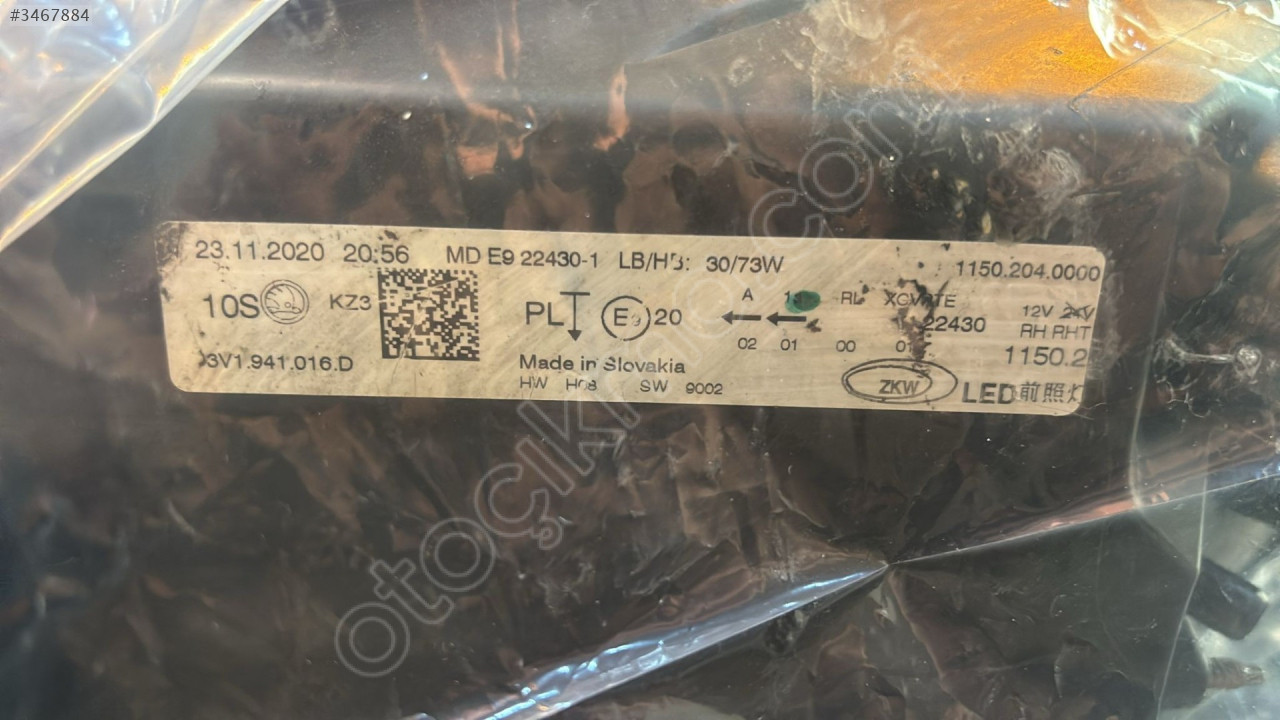 #3467884
23.11.2020 20:56 MD E9 22430-1 LB/HB: 30/73W 1150.204.0000
10S KZ3 PL E9 20 A RL 12V 24V
22430 RH RHT
02 01 00 1150.2
3V1.941.016.D Made in Slovakia
HW H08 SW 9002 ZKW LED前照灯
otoçıkma.com